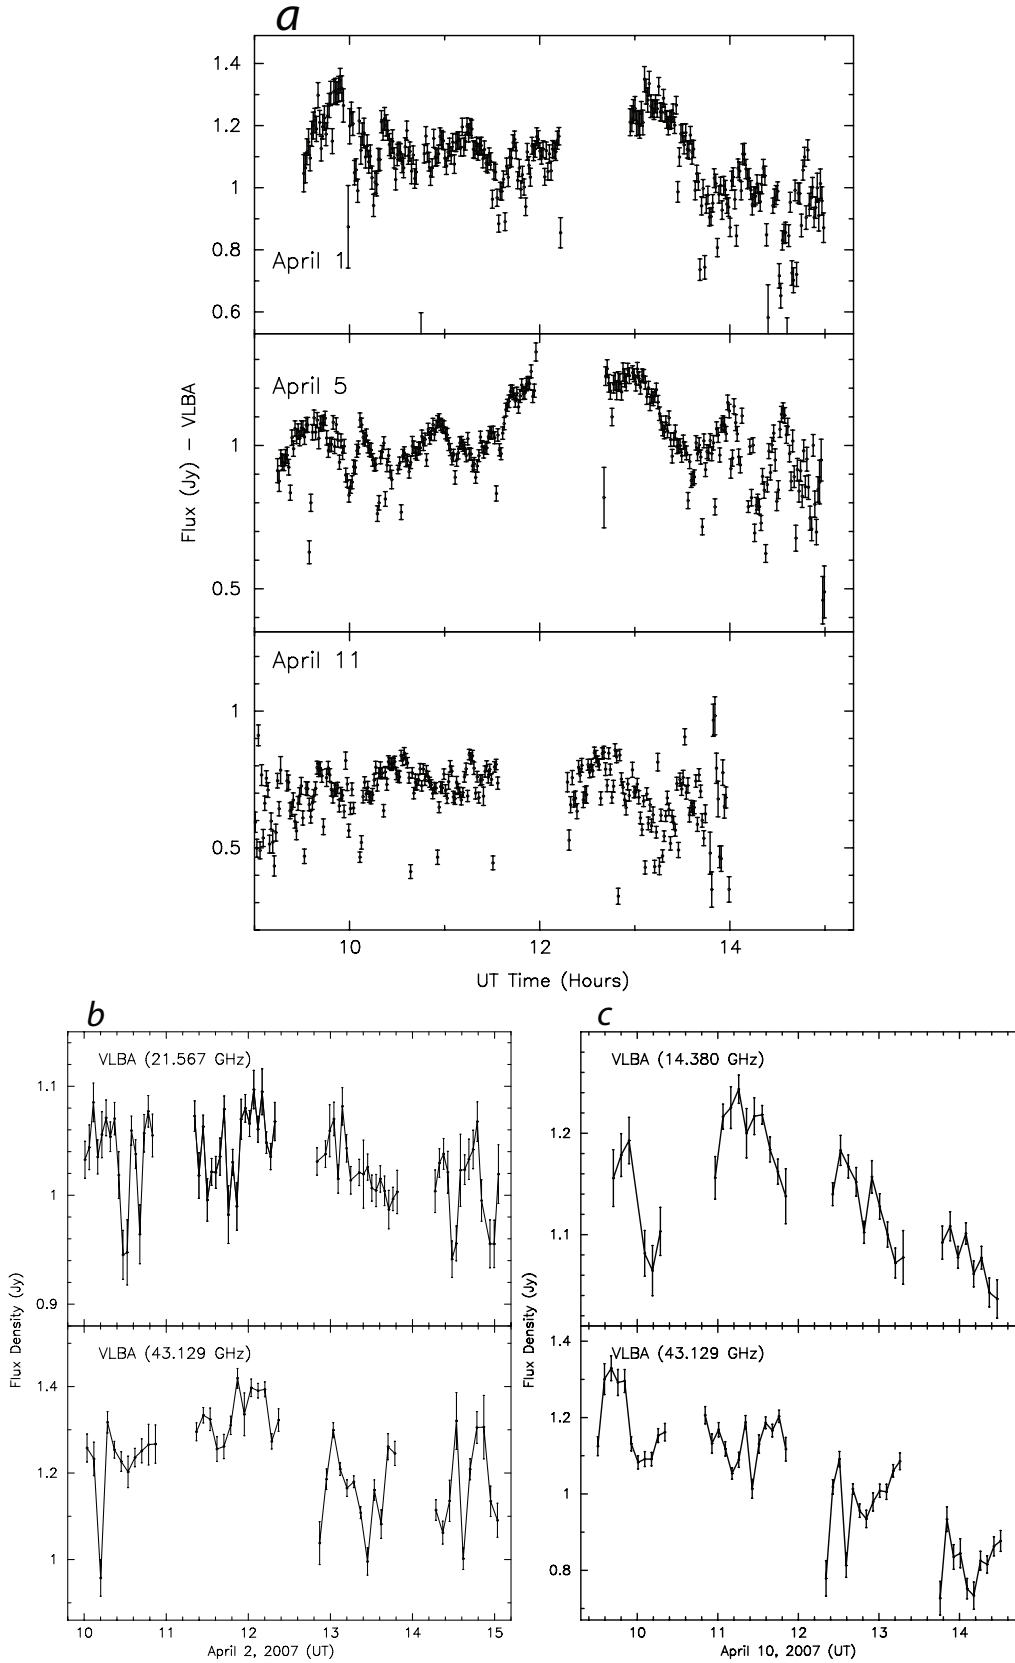 a
1.4
1.2
1
0.8
0.6
April 1
April 5
1
0.5
Flux (Jy) - VLBA
April 11
1
0.5
10 12 14
UT Time (Hours)
b
VLBA (21.567 GHz)
1.1
1
0.9
Flux Density (Jy)
VLBA (43.129 GHz)
1.4
1.2
1
10 11 12 13 14 15
April 2, 2007 (UT)
c
VLBA (14.380 GHz)
1.2
1.1
Flux Density (Jy)
VLBA (43.129 GHz)
1.4
1.2
1
0.8
10 11 12 13 14
April 10, 2007 (UT)